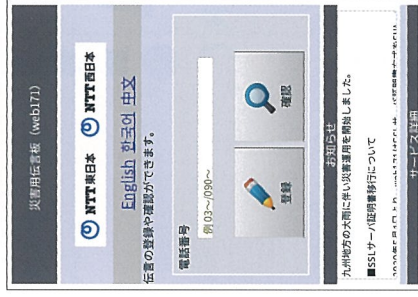 災害用伝言板（web171）
NTT東日本 NTT西日本
English 한국어 中文
伝言の登録や確認ができます。
電話番号
例 03～/090～
登録 確認
お知らせ
九州地方の大雨に伴い災害運用を開始しました。
■SSLサーバ証明書移行について
サービス詳細